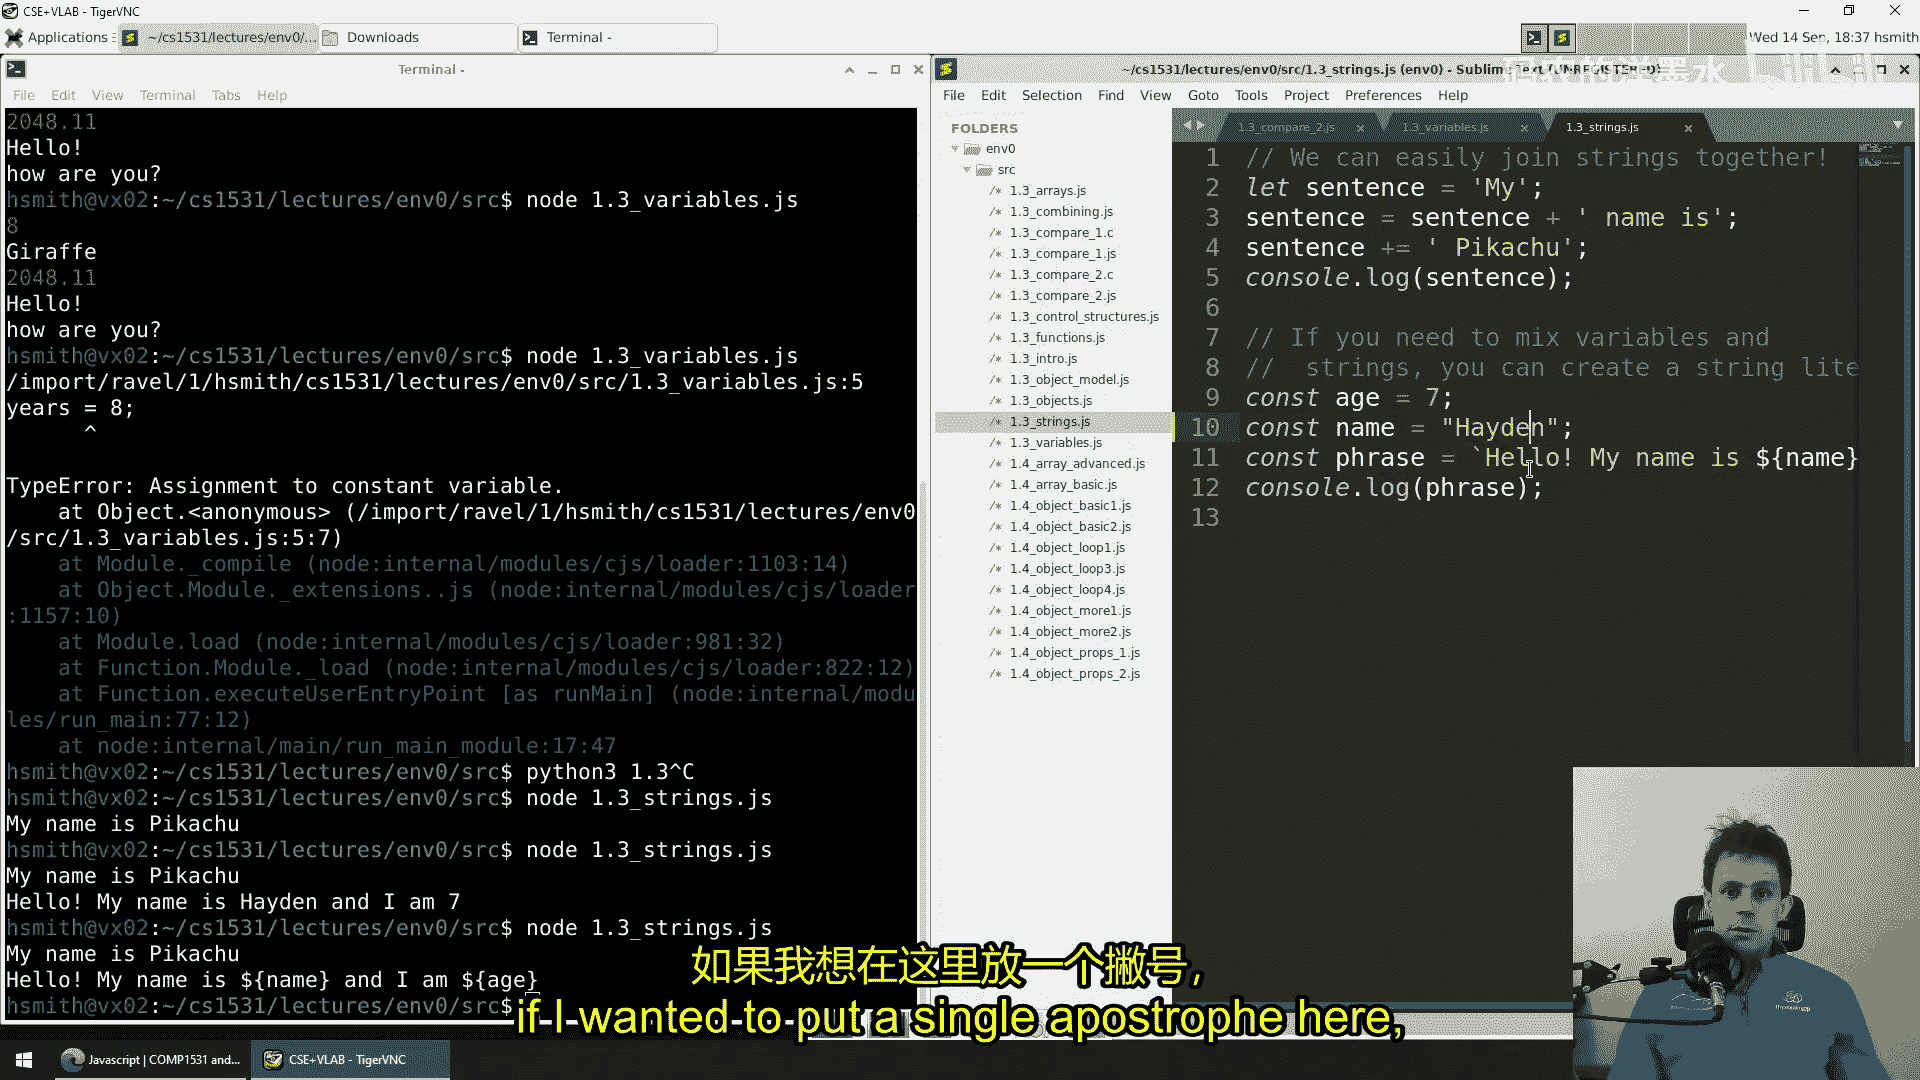 CSE+VLAB - TigerVNC
Applications
~/cs1531/lectures/env0/...
Downloads
Terminal -
Wed 14 Sep, 18:37 hsmith
Terminal -
File Edit View Terminal Tabs Help
2048.11
Hello!
how are you?
hsmith@vx02:~/cs1531/lectures/env0/src$ node 1.3_variables.js
8
Giraffe
2048.11
Hello!
how are you?
hsmith@vx02:~/cs1531/lectures/env0/src$ node 1.3_variables.js
/import/ravel/1/hsmith/cs1531/lectures/env0/src/1.3_variables.js:5
years = 8;
^
TypeError: Assignment to constant variable.
at Object.<anonymous> (/import/ravel/1/hsmith/cs1531/lectures/env0
/src/1.3_variables.js:5:7)
at Module._compile (node:internal/modules/cjs/loader:1103:14)
at Object.Module._extensions..js (node:internal/modules/cjs/loader
:1157:10)
at Module.load (node:internal/modules/cjs/loader:981:32)
at Function.Module._load (node:internal/modules/cjs/loader:822:12)
at Function.executeUserEntryPoint [as runMain] (node:internal/modu
les/run_main:77:12)
at node:internal/main/run_main_module:17:47
hsmith@vx02:~/cs1531/lectures/env0/src$ python3 1.3^C
hsmith@vx02:~/cs1531/lectures/env0/src$ node 1.3_strings.js
My name is Pikachu
hsmith@vx02:~/cs1531/lectures/env0/src$ node 1.3_strings.js
My name is Pikachu
Hello! My name is Hayden and I am 7
hsmith@vx02:~/cs1531/lectures/env0/src$ node 1.3_strings.js
My name is Pikachu
Hello! My name is ${name} and I am ${age}
hsmith@vx02:~/cs1531/lectures/env0/src$
~/cs1531/lectures/env0/src/1.3_strings.js (env0) - Sublime Text (UNREGISTERED)
码农的洋墨水
File Edit Selection Find View Goto Tools Project Preferences Help
FOLDERS
env0
src
/* 1.3_arrays.js
/* 1.3_combining.js
/* 1.3_compare_1.c
/* 1.3_compare_1.js
/* 1.3_compare_2.c
/* 1.3_compare_2.js
/* 1.3_control_structures.js
/* 1.3_functions.js
/* 1.3_intro.js
/* 1.3_object_model.js
/* 1.3_objects.js
/* 1.3_strings.js
/* 1.3_variables.js
/* 1.4_array_advanced.js
/* 1.4_array_basic.js
/* 1.4_object_basic1.js
/* 1.4_object_basic2.js
/* 1.4_object_loop1.js
/* 1.4_object_loop3.js
/* 1.4_object_loop4.js
/* 1.4_object_more1.js
/* 1.4_object_more2.js
/* 1.4_object_props_1.js
/* 1.4_object_props_2.js
1.3_compare_2.js 1.3_variables.js 1.3_strings.js
1 // We can easily join strings together!
2 let sentence = 'My';
3 sentence = sentence + ' name is';
4 sentence += ' Pikachu';
5 console.log(sentence);
6
7 // If you need to mix variables and
8 //  strings, you can create a string lite
9 const age = 7;
10 const name = "Hayden";
11 const phrase = `Hello! My name is ${name}
12 console.log(phrase);
13
如果我想在这里放一个撇号，
if I wanted to put a single apostrophe here,
Javascript | COMP1531 and...
CSE+VLAB - TigerVNC